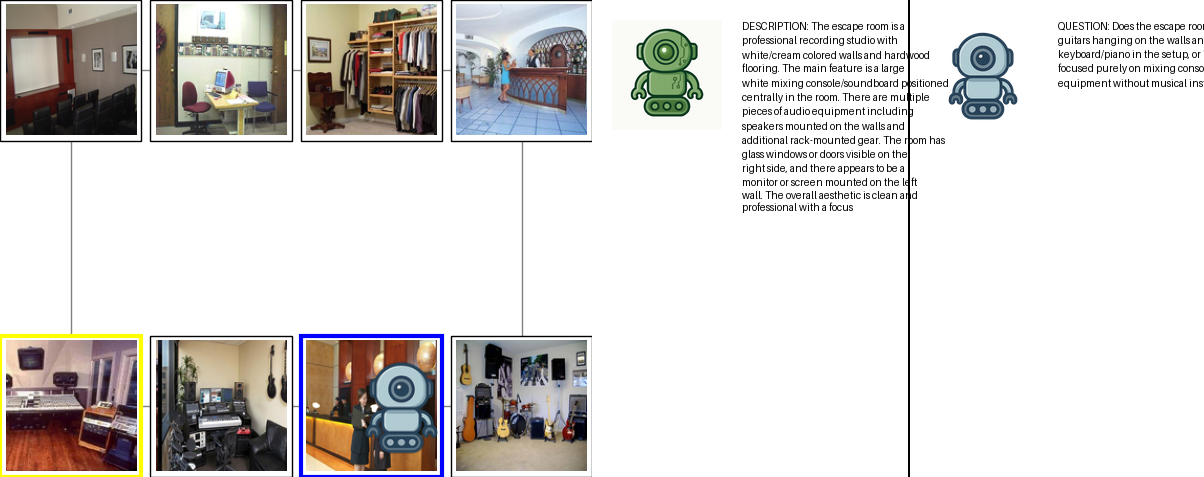 DESCRIPTION: The escape room is a
professional recording studio with
white/cream colored walls and hardwood
flooring. The main feature is a large
white mixing console/soundboard positioned
centrally in the room. There are multiple
pieces of audio equipment including
speakers mounted on the walls and
additional rack-mounted gear. The room has
glass windows or doors visible on the
right side, and there appears to be a
monitor or screen mounted on the left
wall. The overall aesthetic is clean and
professional with a focus
QUESTION: Does the escape roo
guitars hanging on the walls an
keyboard/piano in the setup, or
focused purely on mixing conso
equipment without musical ins